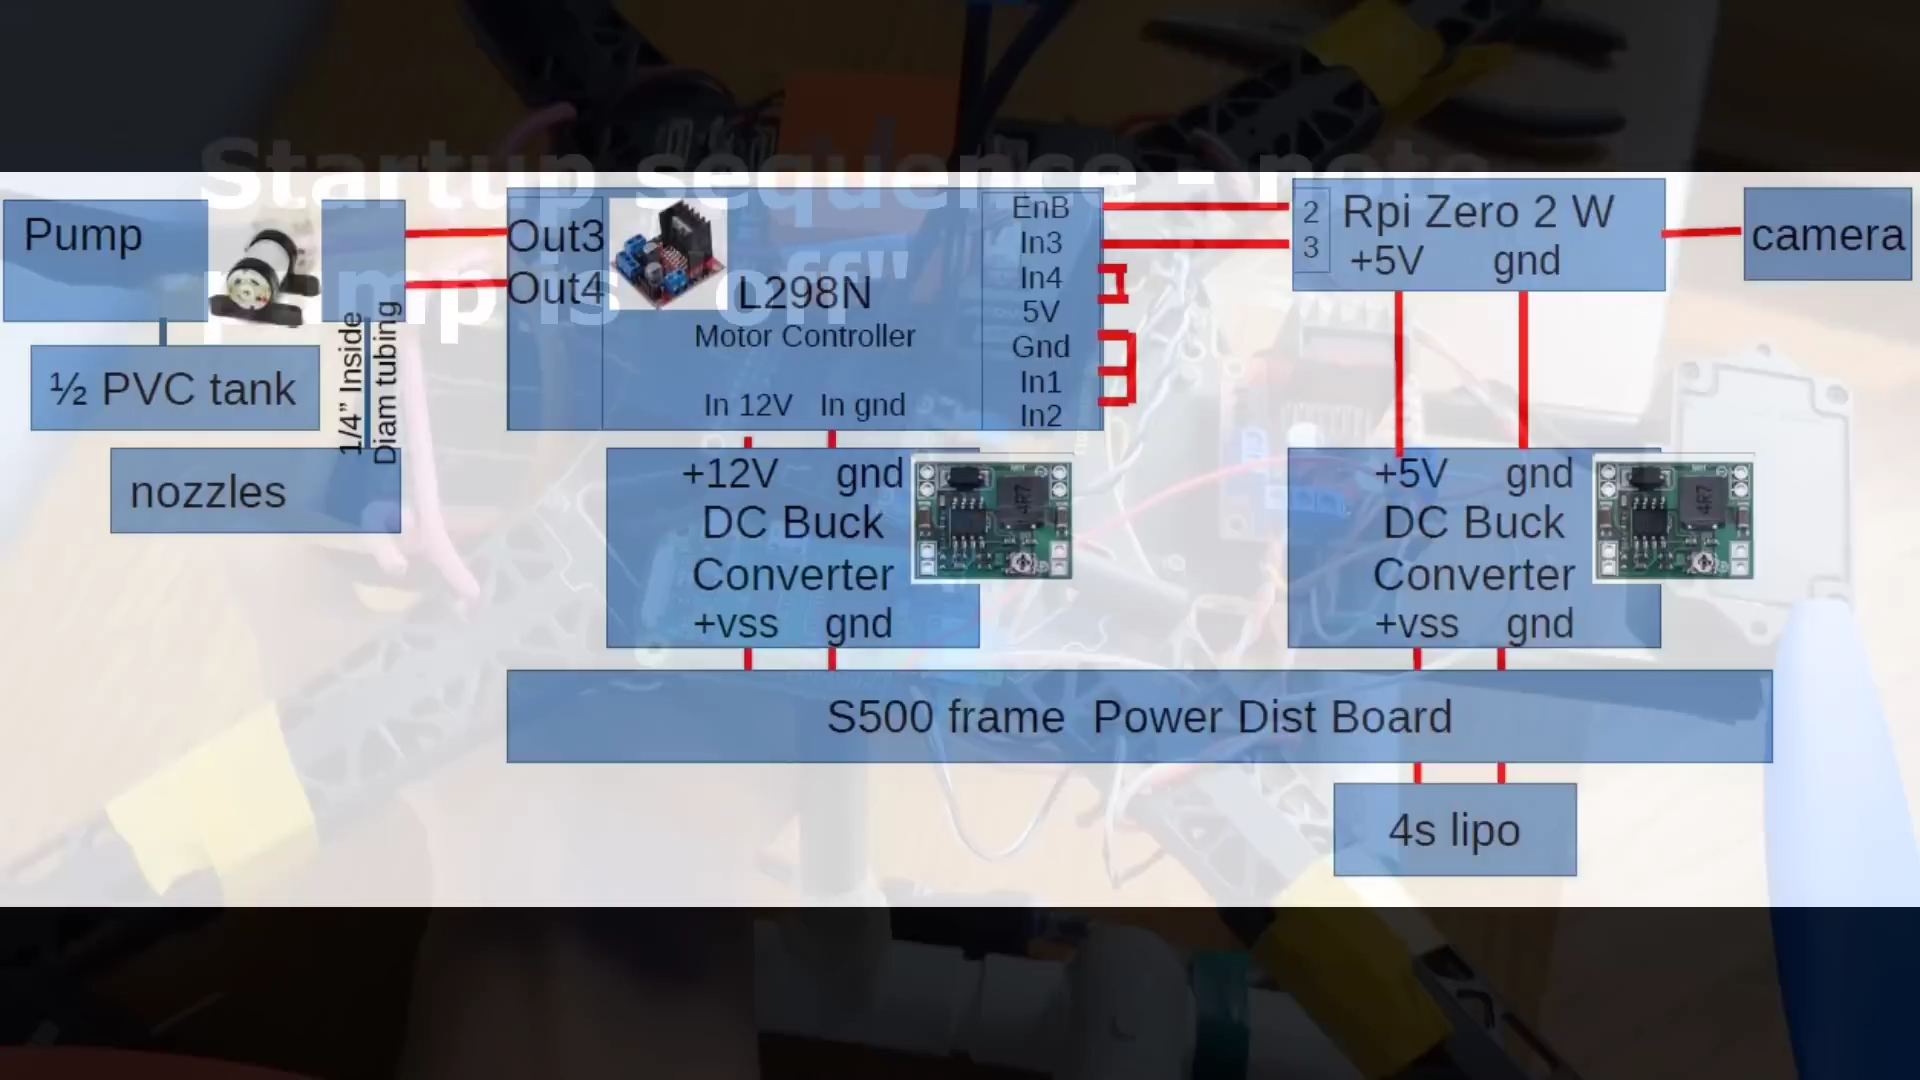 Startup sequence - note
pump is "off"
Pump
½ PVC tank
nozzles
1/4” Inside
Diam tubing
Out3
Out4
L298N
Motor Controller
In 12V In gnd
EnB
In3
In4
5V
Gnd
In1
In2
2
3
Rpi Zero 2 W
+5V gnd
camera
+12V gnd
DC Buck
Converter
+vss gnd
4R7
+5V gnd
DC Buck
Converter
+vss gnd
4R7
S500 frame Power Dist Board
4s lipo